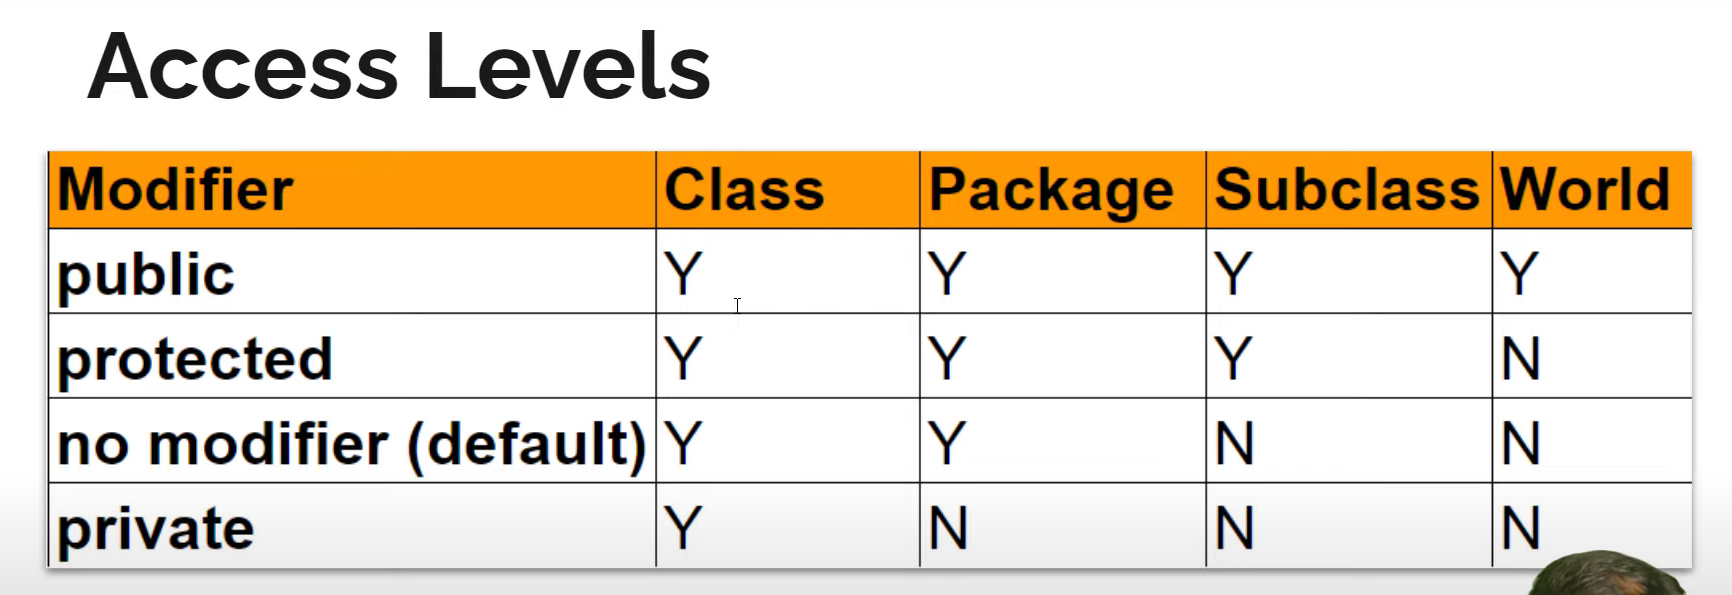 Access Levels
Modifier Class Package Subclass World
public Y Y Y Y
protected Y Y Y N
no modifier (default) Y Y N N
private Y N N N